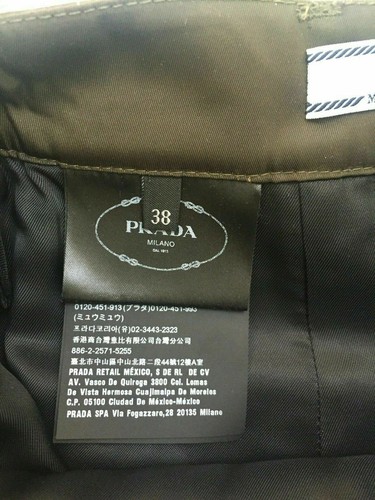 38
PRADA
MILANO
DAL 1913
M
0120-451-913(プラダ)0120-451-993
(ミュウミュウ)
프라다코리아(유)02-3443-2323
香港商台灣普比有限公司台灣分公司
886-2-2571-5255
臺北市中山區中山北路二段44號12樓A室
PRADA RETAIL MÉXICO, S DE RL DE CV
AV. Vasco De Quiroga 3800 Col. Lomas
De Vista Hermosa Cuajimalpa De Morelos
C.P. 05100 Ciudad De México-México
PRADA SPA Via Fogazzaro,28 20135 Milano